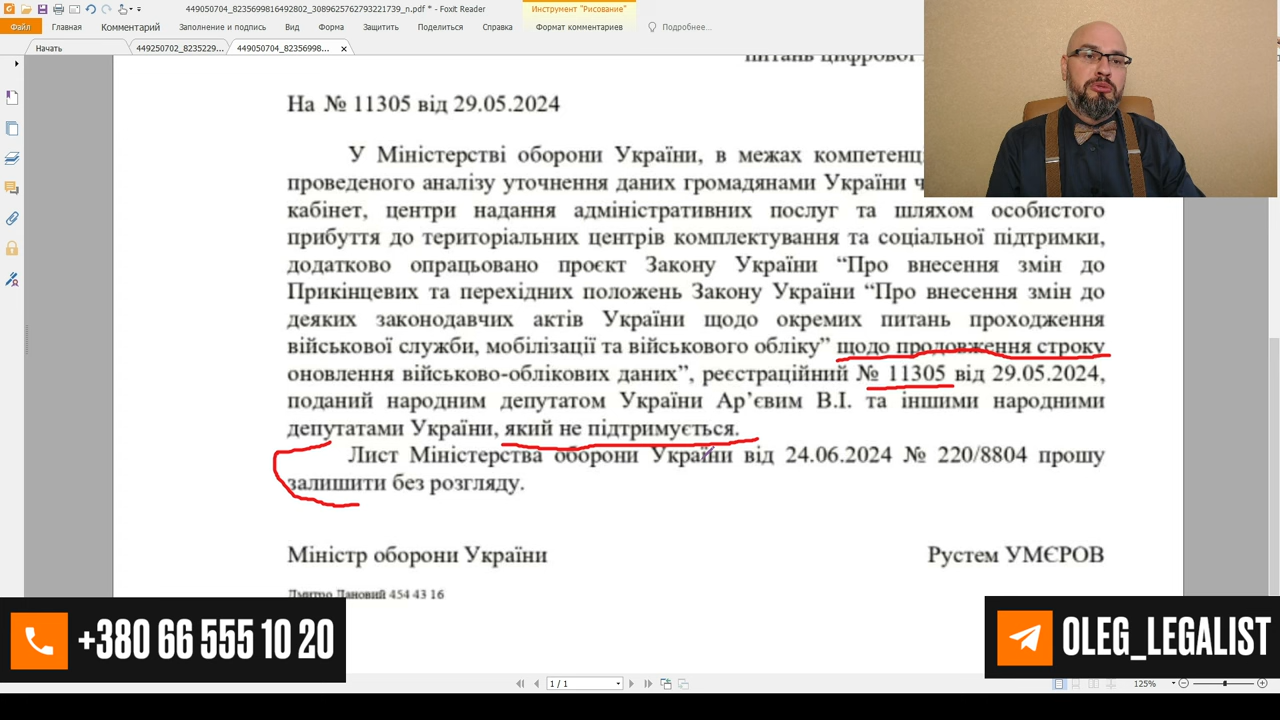 449050704_8235699816492802_3089625762793221739_n.pdf * - Foxit Reader
Инструмент "Рисование"
Файл Главная Комментарий Заполнение и подпись Вид Форма Защитить Поделиться Справка Формат комментариев Подробнее..
Начать 449250702_8235229... 449050704_82356998...
питань цифрової
На № 11305 від 29.05.2024
У Міністерстві оборони України, в межах компетенц
проведеного аналізу уточнення даних громадянами України ч
кабінет, центри надання адміністративних послуг та шляхом особистого
прибуття до територіальних центрів комплектування та соціальної підтримки,
додатково опрацьовано проєкт Закону України “Про внесення змін до
Прикінцевих та перехідних положень Закону України “Про внесення змін до
деяких законодавчих актів України щодо окремих питань проходження
військової служби, мобілізації та військового обліку” щодо продовження строку
оновлення військово-облікових даних”, реєстраційний № 11305 від 29.05.2024,
поданий народним депутатом України Ар’євим В.І. та іншими народними
депутатами України, який не підтримується.
Лист Міністерства оборони України від 24.06.2024 № 220/8804 прошу
залишити без розгляду.
Міністр оборони України Рустем УМЄРОВ
Дмитро Лановий 454 43 16
+380 66 555 10 20
OLEG_LEGALIST
1 / 1
125%